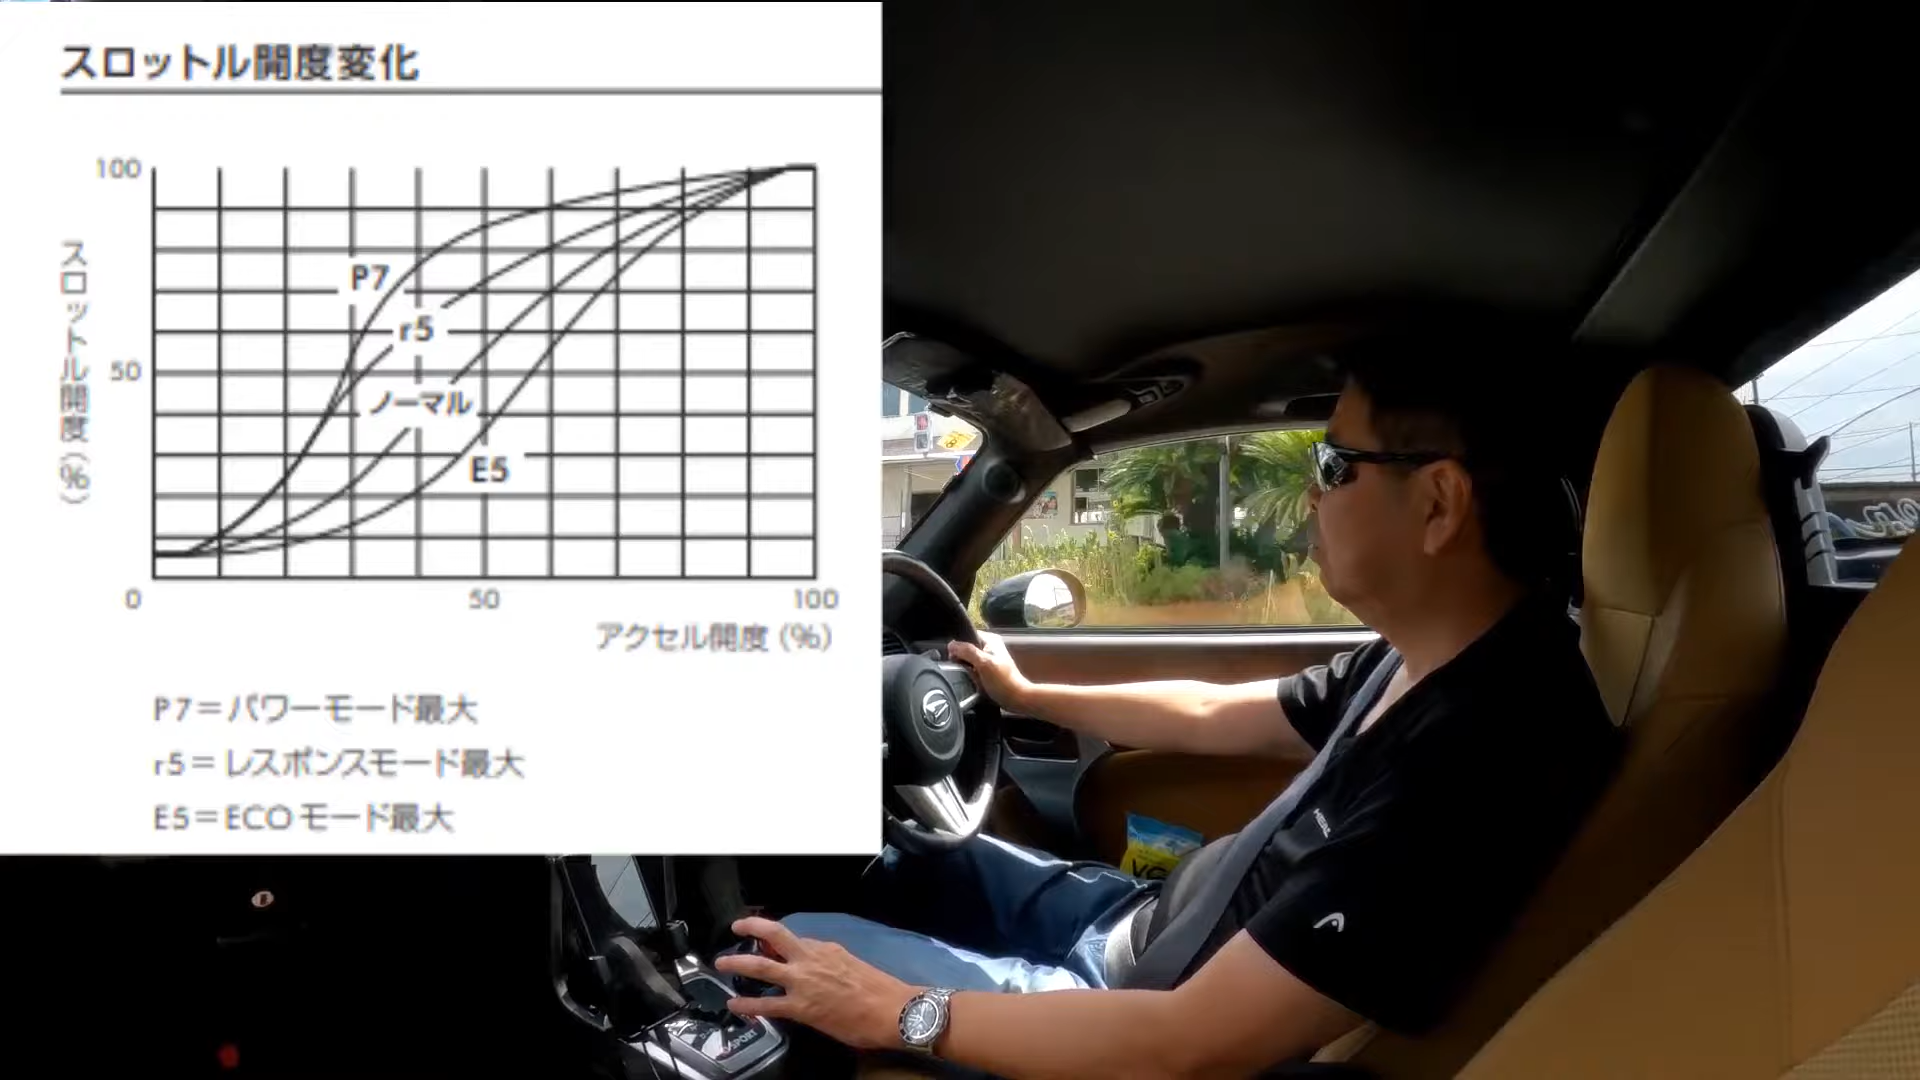 スロットル開度変化
100
50
0
50
100
スロットル開度(%)
アクセル開度(%)
P7
r5
ノーマル
E5
P7=パワーモード最大
r5=レスポンスモード最大
E5=ECOモード最大
HEAD
SPORT